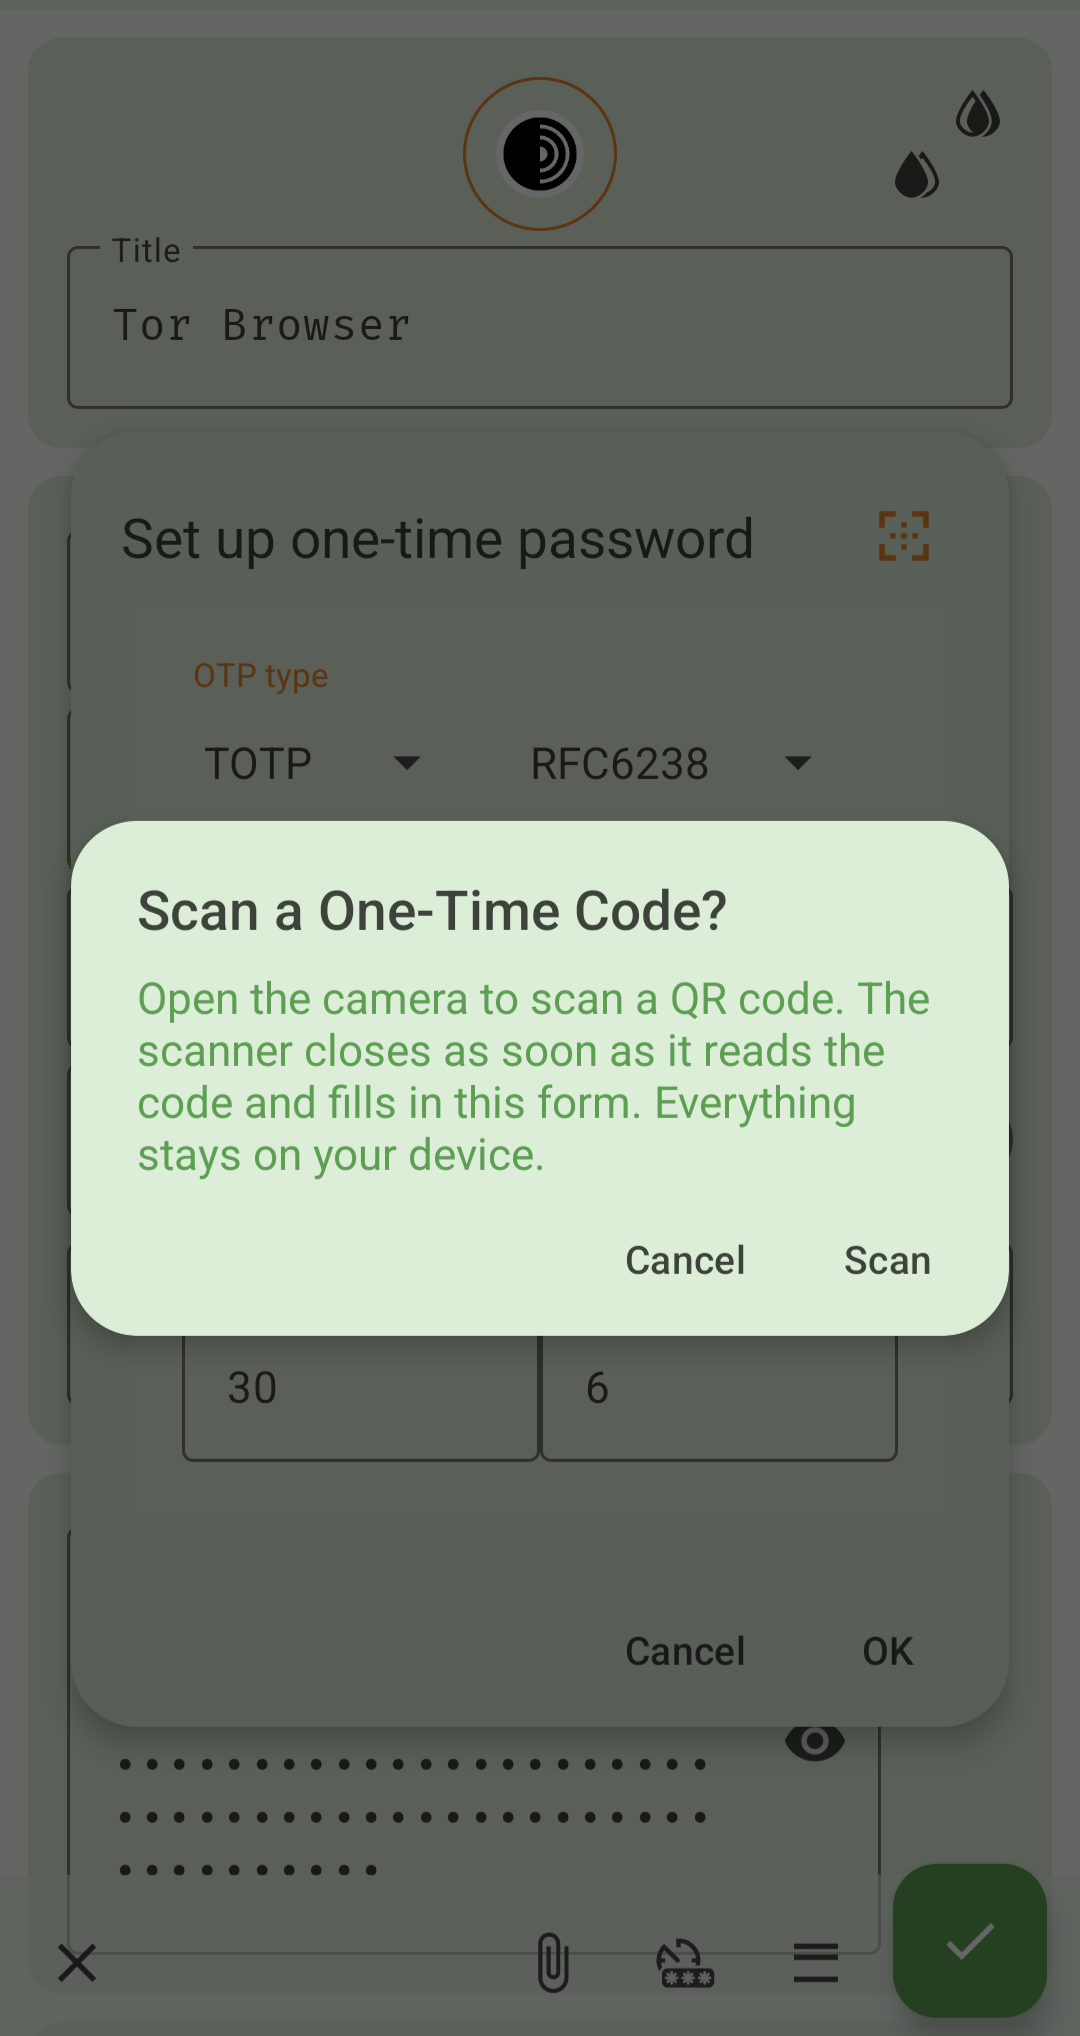 Title
Tor Browser
Set up one-time password
OTP type
TOTP RFC6238
Scan a One-Time Code?
Open the camera to scan a QR code. The
scanner closes as soon as it reads the
code and fills in this form. Everything
stays on your device.
Cancel Scan
30 6
Cancel OK